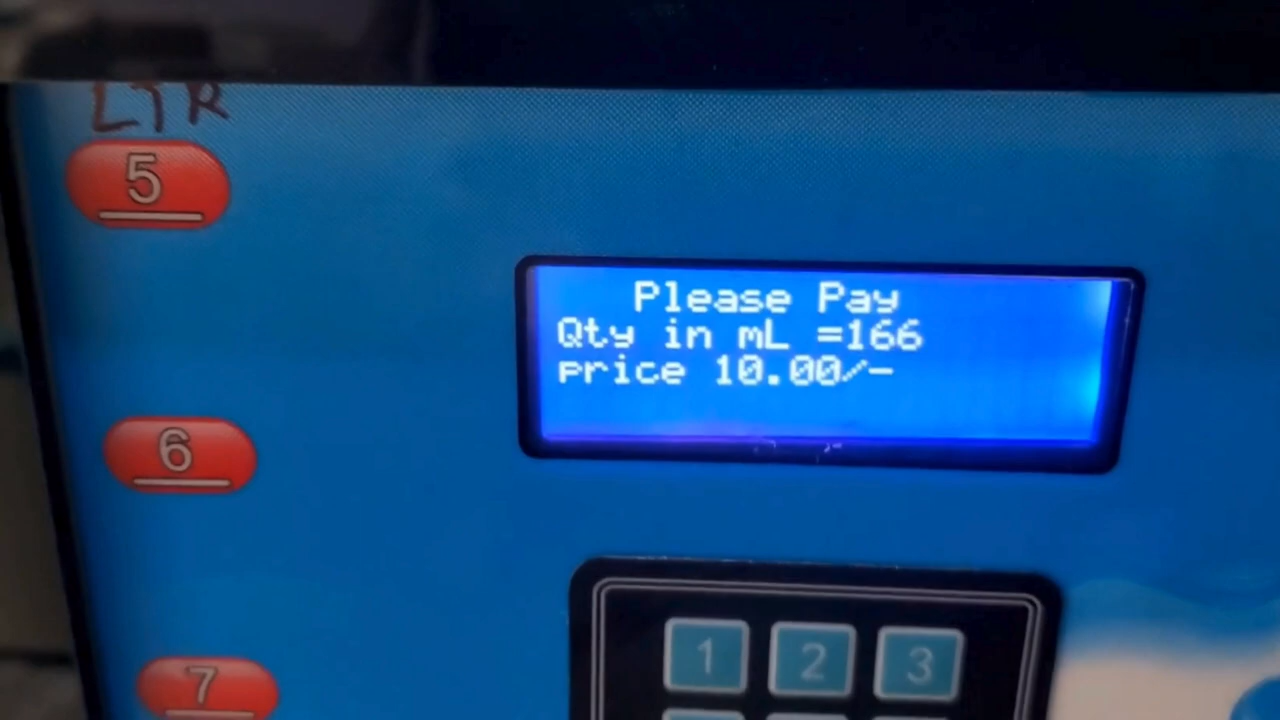 LTR
5
Please Pay
Qty in mL =166
price 10.00/-
6
1 2 3
7